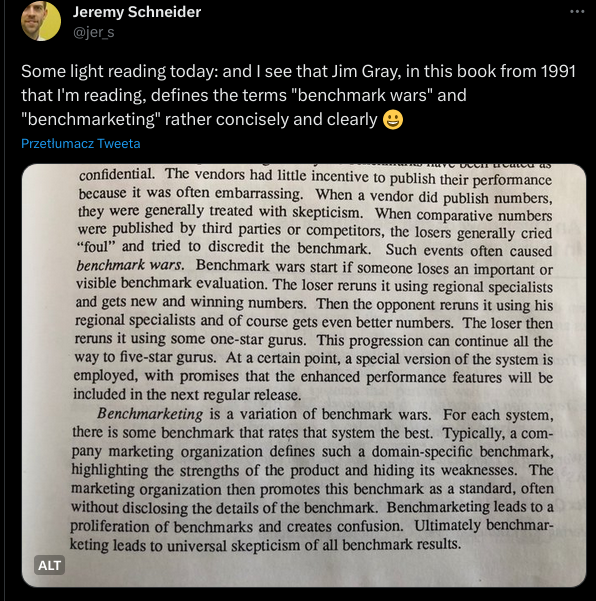 Jeremy Schneider
@jer_s
Some light reading today: and I see that Jim Gray, in this book from 1991
that I'm reading, defines the terms "benchmark wars" and
"benchmarketing" rather concisely and clearly 😀
Przetłumacz Tweeta
have been treated as
confidential. The vendors had little incentive to publish their performance
because it was often embarrassing. When a vendor did publish numbers,
they were generally treated with skepticism. When comparative numbers
were published by third parties or competitors, the losers generally cried
“foul” and tried to discredit the benchmark. Such events often caused
benchmark wars. Benchmark wars start if someone loses an important or
visible benchmark evaluation. The loser reruns it using regional specialists
and gets new and winning numbers. Then the opponent reruns it using his
regional specialists and of course gets even better numbers. The loser then
reruns it using some one-star gurus. This progression can continue all the
way to five-star gurus. At a certain point, a special version of the system is
employed, with promises that the enhanced performance features will be
included in the next regular release.
Benchmarketing is a variation of benchmark wars. For each system,
there is some benchmark that rates that system the best. Typically, a com-
pany marketing organization defines such a domain-specific benchmark,
highlighting the strengths of the product and hiding its weaknesses. The
marketing organization then promotes this benchmark as a standard, often
without disclosing the details of the benchmark. Benchmarketing leads to a
proliferation of benchmarks and creates confusion. Ultimately benchmar-
keting leads to universal skepticism of all benchmark results.
ALT